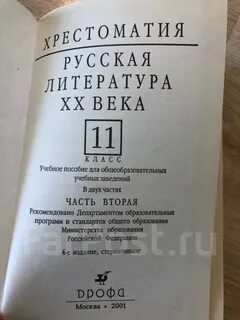 ХРЕСТОМАТИЯ
РУССКАЯ
ЛИТЕРАТУРА
XX ВЕКА
11
КЛАСС
Учебное пособие для общеобразовательных
учебных заведений
В двух частях
ЧАСТЬ ВТОРАЯ
Рекомендовано Департаментом образовательных
программ и стандартов общего образования
Министерства образования
Российской Федерации
4-е издание, стереотипное
ДРОФА
Москва • 2001